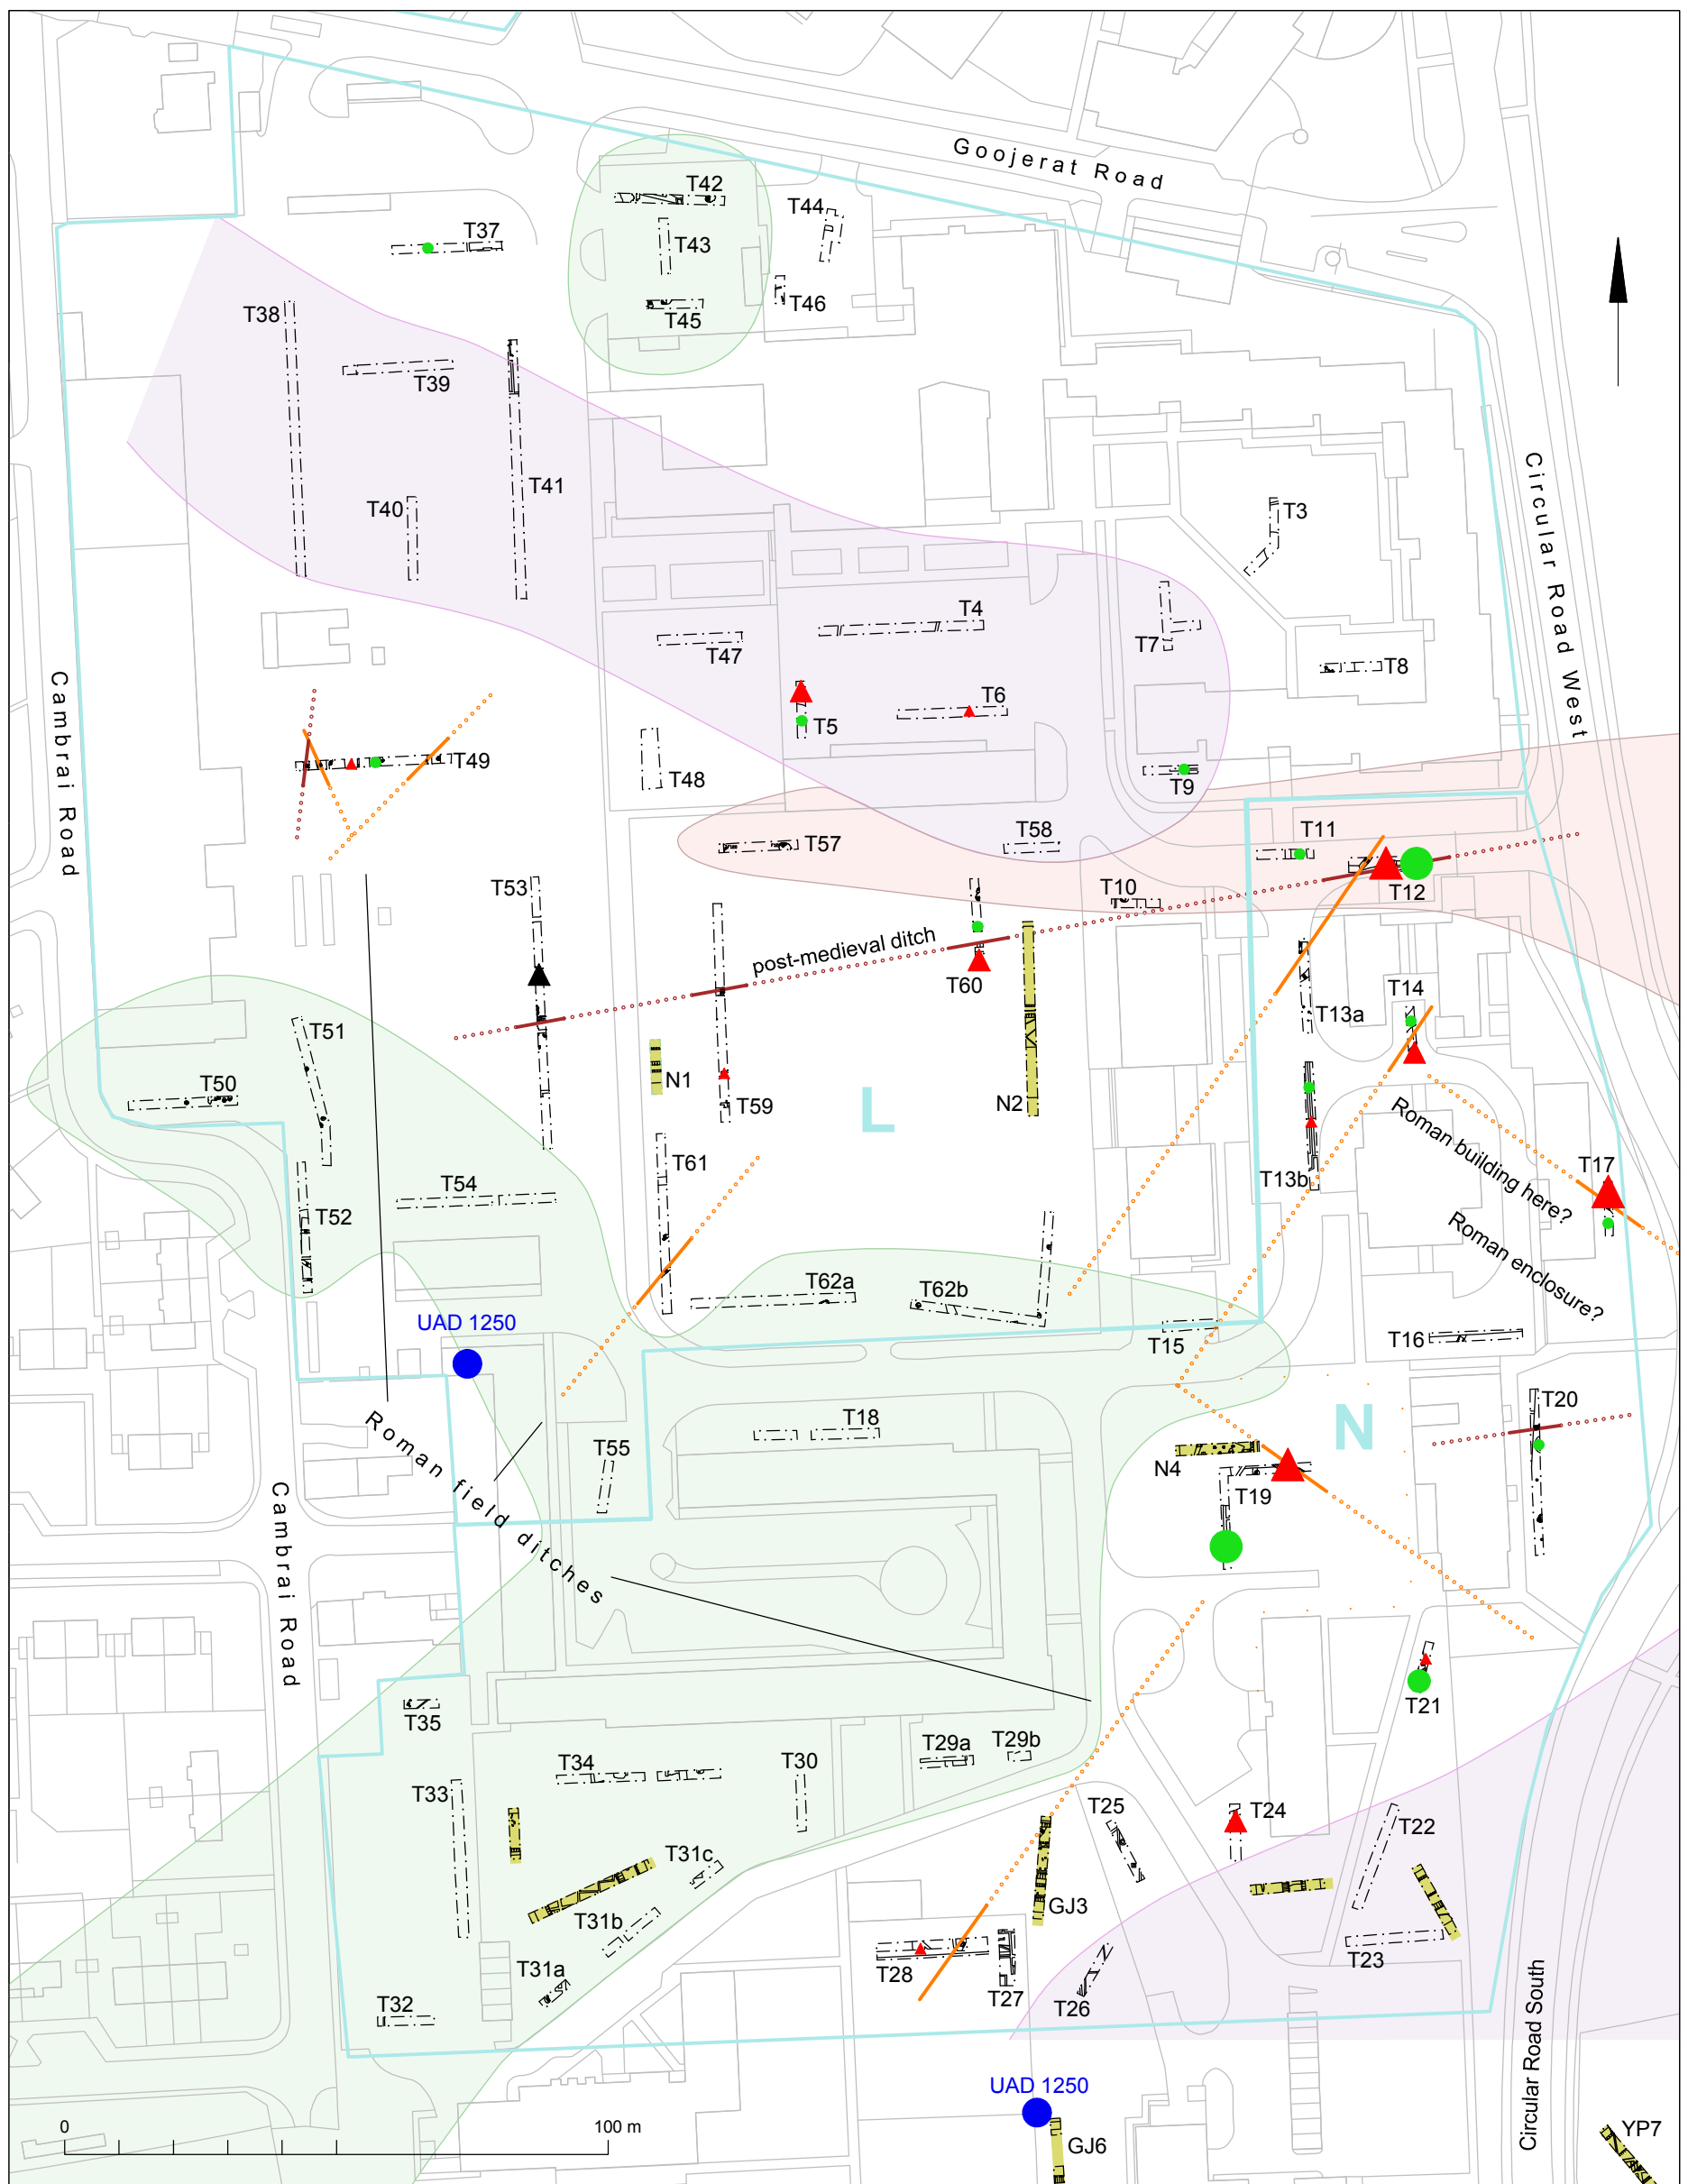 Goojerat Road
T42
T44
T37
T43
T46
T45
T38
T39
Circular Road West
T41
T40
T3
T4
T47
T7
T8
Cambrai Road
T6
T5
T49
T48
T9
T57
T58
T11
T53
T10
T12
post-medieval ditch
T60
T14
T13a
T51
N1
T50
T59
N2
L
Roman building here?
T61
T17
T13b
T54
T52
Roman enclosure?
T62a
T62b
UAD 1250
T15
T16
T20
Roman field ditches
T18
N
T55
N4
T19
Cambrai Road
T21
T35
T29a
T29b
T34
T30
T33
T25
T24
T22
T31c
GJ3
T31b
T23
T28
T31a
T27
T26
T32
Circular Road South
UAD 1250
0
100 m
GJ6
YP7